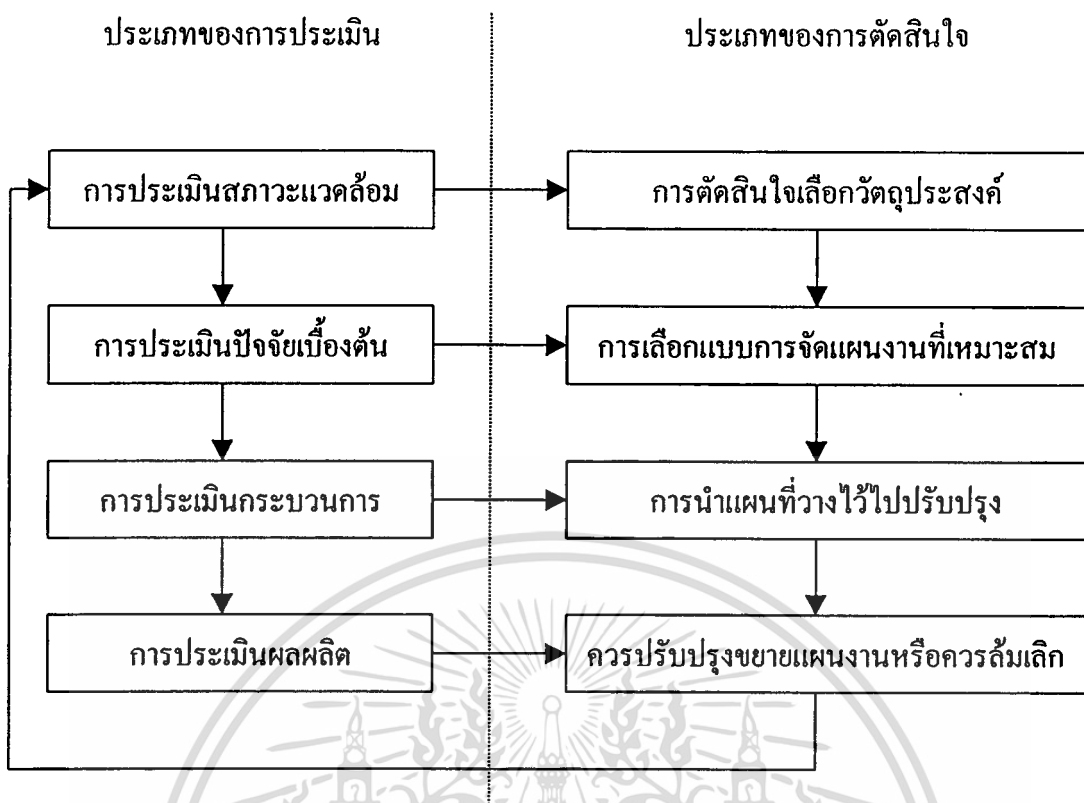 ประเภทของการประเมิน
ประเภทของการตัดสินใจ
การประเมินสภาวะแวดล้อม
การตัดสินใจเลือกวัตถุประสงค์
การประเมินปัจจัยเบื้องต้น
การเลือกแบบการจัดแผนงานที่เหมาะสม
การประเมินกระบวนการ
การนำแผนที่วางไว้ไปปรับปรุง
การประเมินผลผลิต
ควรปรับปรุงขยายแผนงานหรือควรล้มเลิก